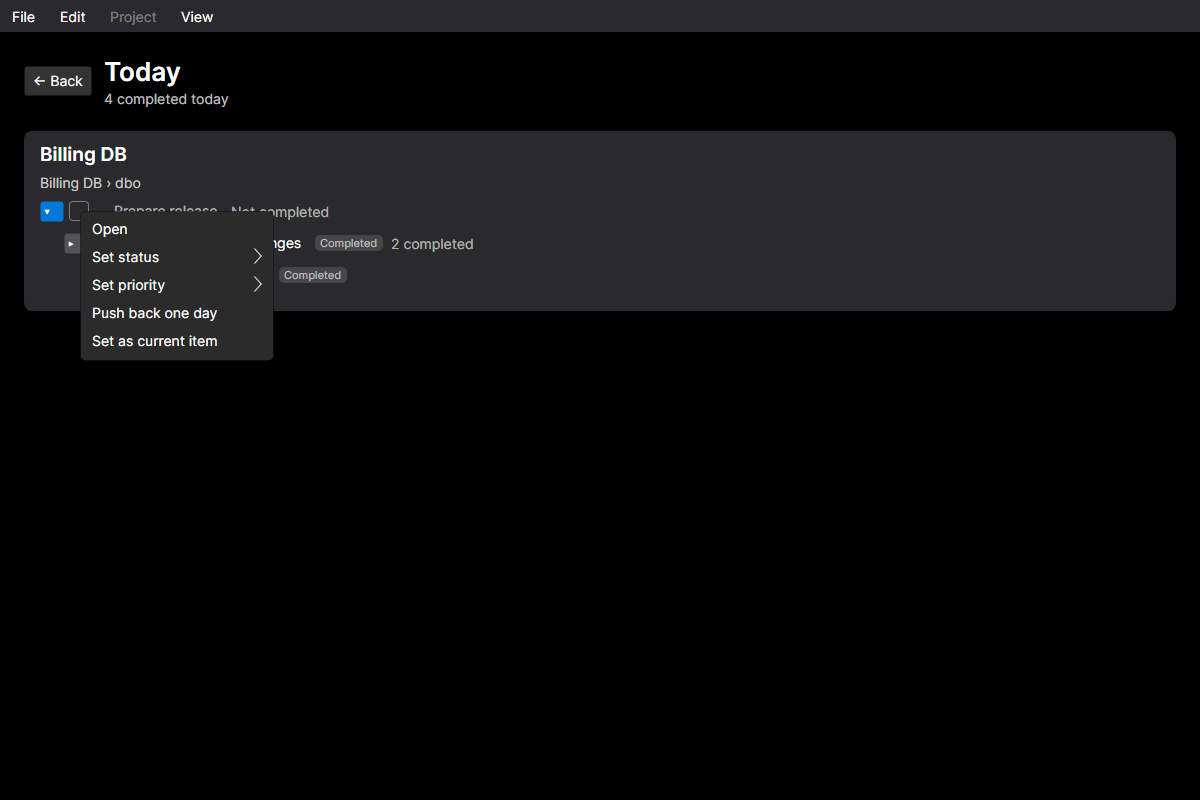 File Edit Project View
← Back
Today
4 completed today
Billing DB
Billing DB › dbo
Prepare release Not completed
Open
nges Completed 2 completed
Set status
Completed
Set priority
Push back one day
Set as current item